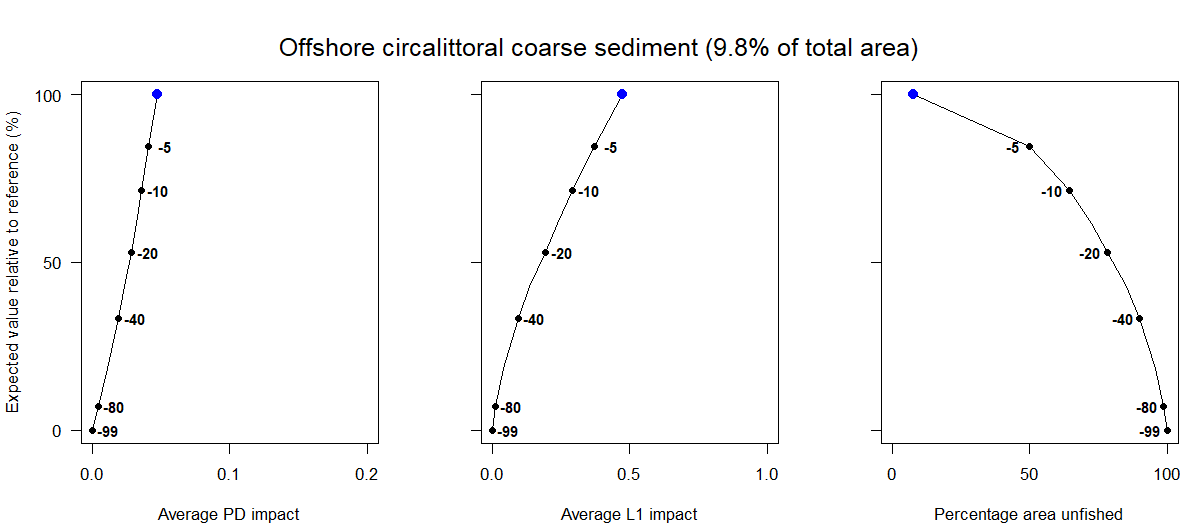 Offshore circalittoral coarse sediment (9.8% of total area)
Expected value relative to reference (%)
100
50
0
-5
-10
-20
-40
-80
-99
0.0 0.1 0.2
Average PD impact
-5
-10
-20
-40
-80
-99
0.0 0.5 1.0
Average L1 impact
-5
-10
-20
-40
-80
-99
0 50 100
Percentage area unfished